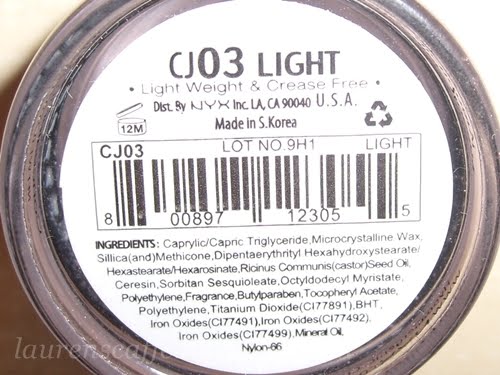 CJ03 LIGHT
• Light Weight & Crease Free •
Dist. By NYX Inc. LA, CA 90040 U.S.A.
12M
Made in S.Korea
CJ03 LOT NO.9H1 LIGHT
8 00897 12305 5
INGREDIENTS: Caprylic/Capric Triglyceride,Microcrystalline Wax,
Sillica(and)Methicone,Dipentaerythrityl Hexahydroxystearate/
Hexastearate/Hexarosinate,Ricinus Communis(castor)Seed Oil,
Ceresin,Sorbitan Sesquioleate,Octyldodecyl Myristate,
Polyethylene,Fragrance,Butylparaben,Tocopheryl Acetate,
Polyethylene,Titanium Dioxide(CI77891),BHT,
Iron Oxides(CI77491),Iron Oxides(CI77492),
Iron Oxides(CI77499),Mineral Oil,
Nylon-66